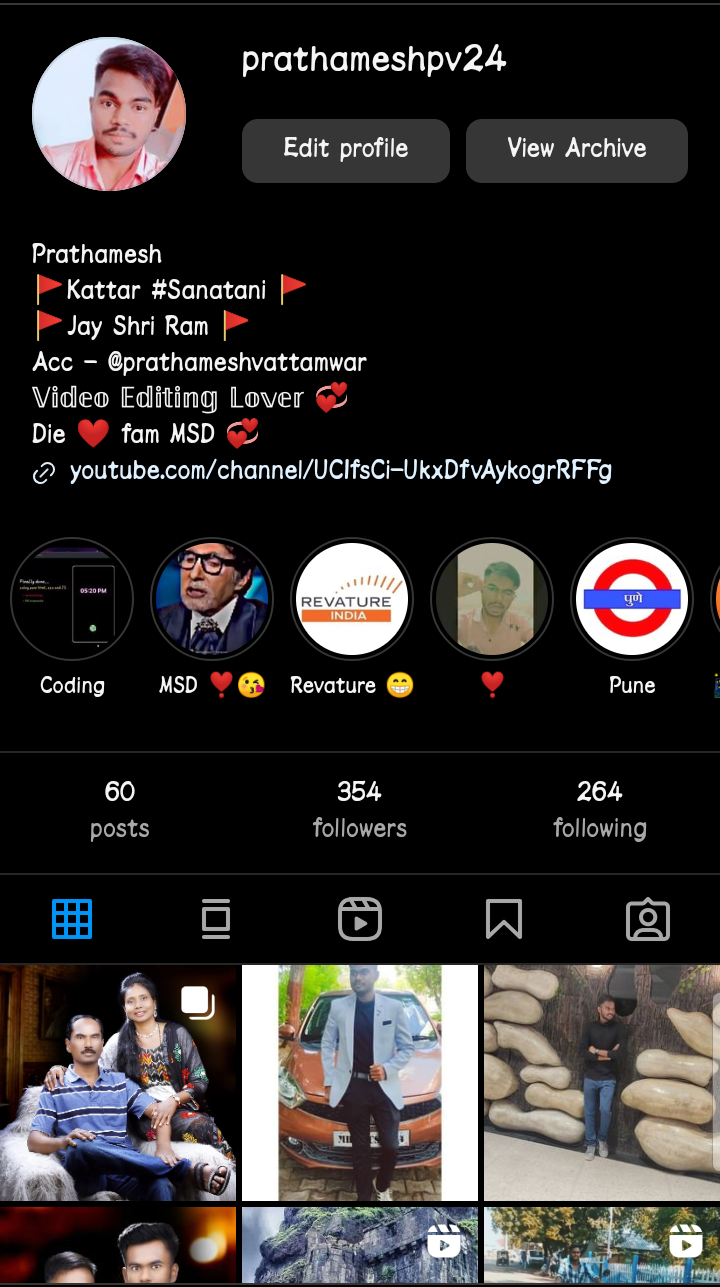 prathameshpv24
Edit profile
View Archive
Prathamesh
🚩Kattar #Sanatani 🚩
🚩Jay Shri Ram 🚩
Acc - @prathameshvattamwar
𝕍𝕚𝕕𝕖𝕠 𝔼𝕕𝕚𝕥𝕚𝕟𝕘 𝕃𝕠𝕧𝕖𝕣 💞
Die ❤️ fam MSD 💞
youtube.com/channel/UCIfsCi-UkxDfvAykogrRFFg
Finally done...
05:20 PM
REVATURE
INDIA
पुणे
Coding
MSD ❣️😘
Revature 😁
❣️
Pune
60
posts
354
followers
264
following